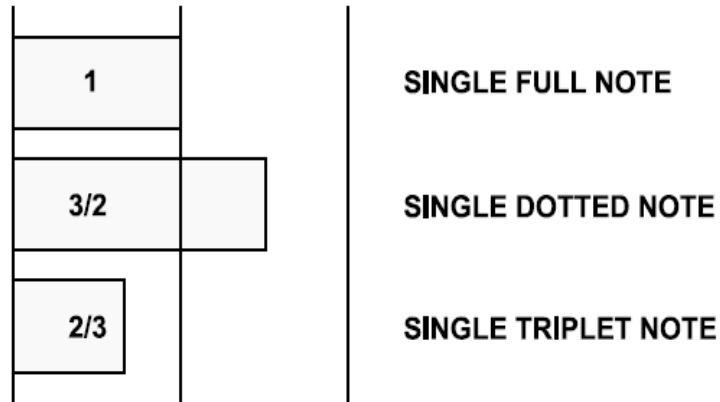 1 SINGLE FULL NOTE
3/2 SINGLE DOTTED NOTE
2/3 SINGLE TRIPLET NOTE